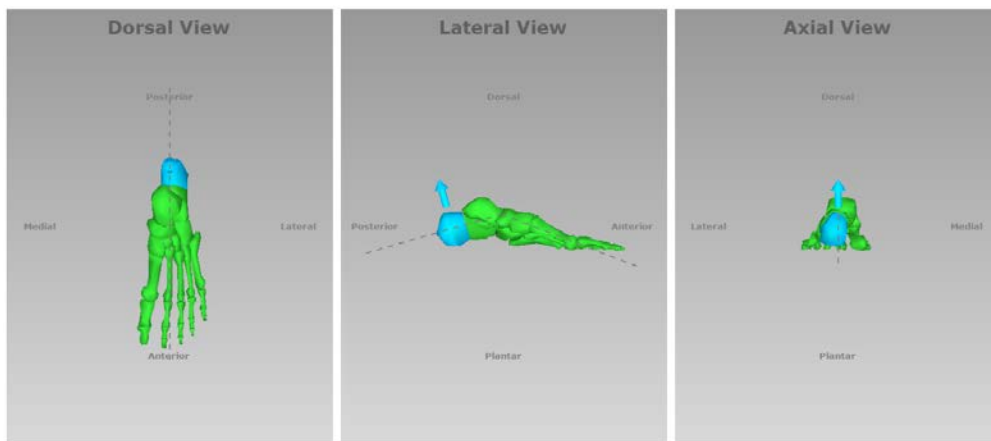 Dorsal View
Posterior
Medial
Lateral
Anterior
Lateral View
Dorsal
Posterior
Anterior
Plantar
Axial View
Dorsal
Lateral
Medial
Plantar